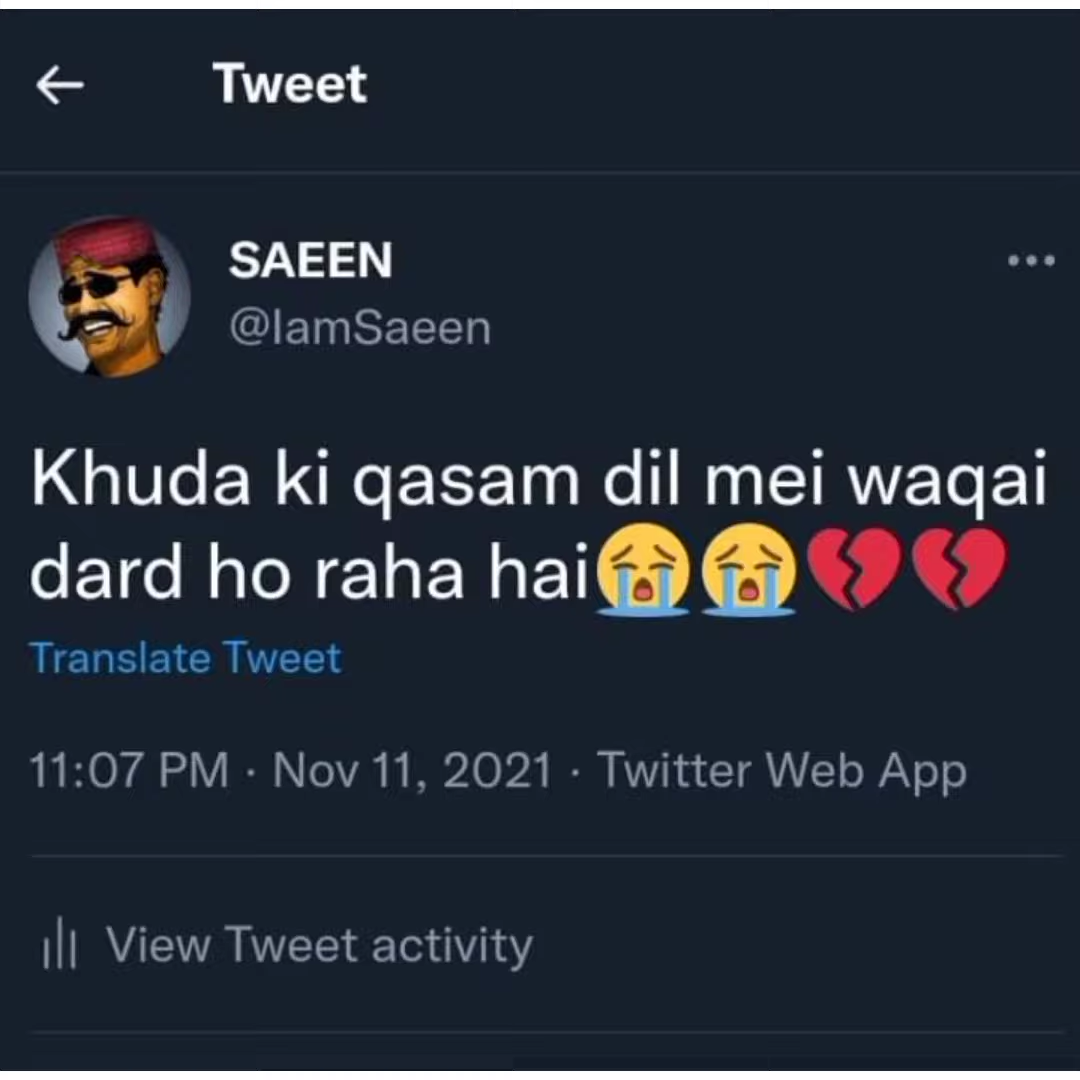 Tweet
SAEEN
@IamSaeen
Khuda ki qasam dil mei waqai
dard ho raha hai😭😭💔💔
Translate Tweet
11:07 PM · Nov 11, 2021 · Twitter Web App
View Tweet activity